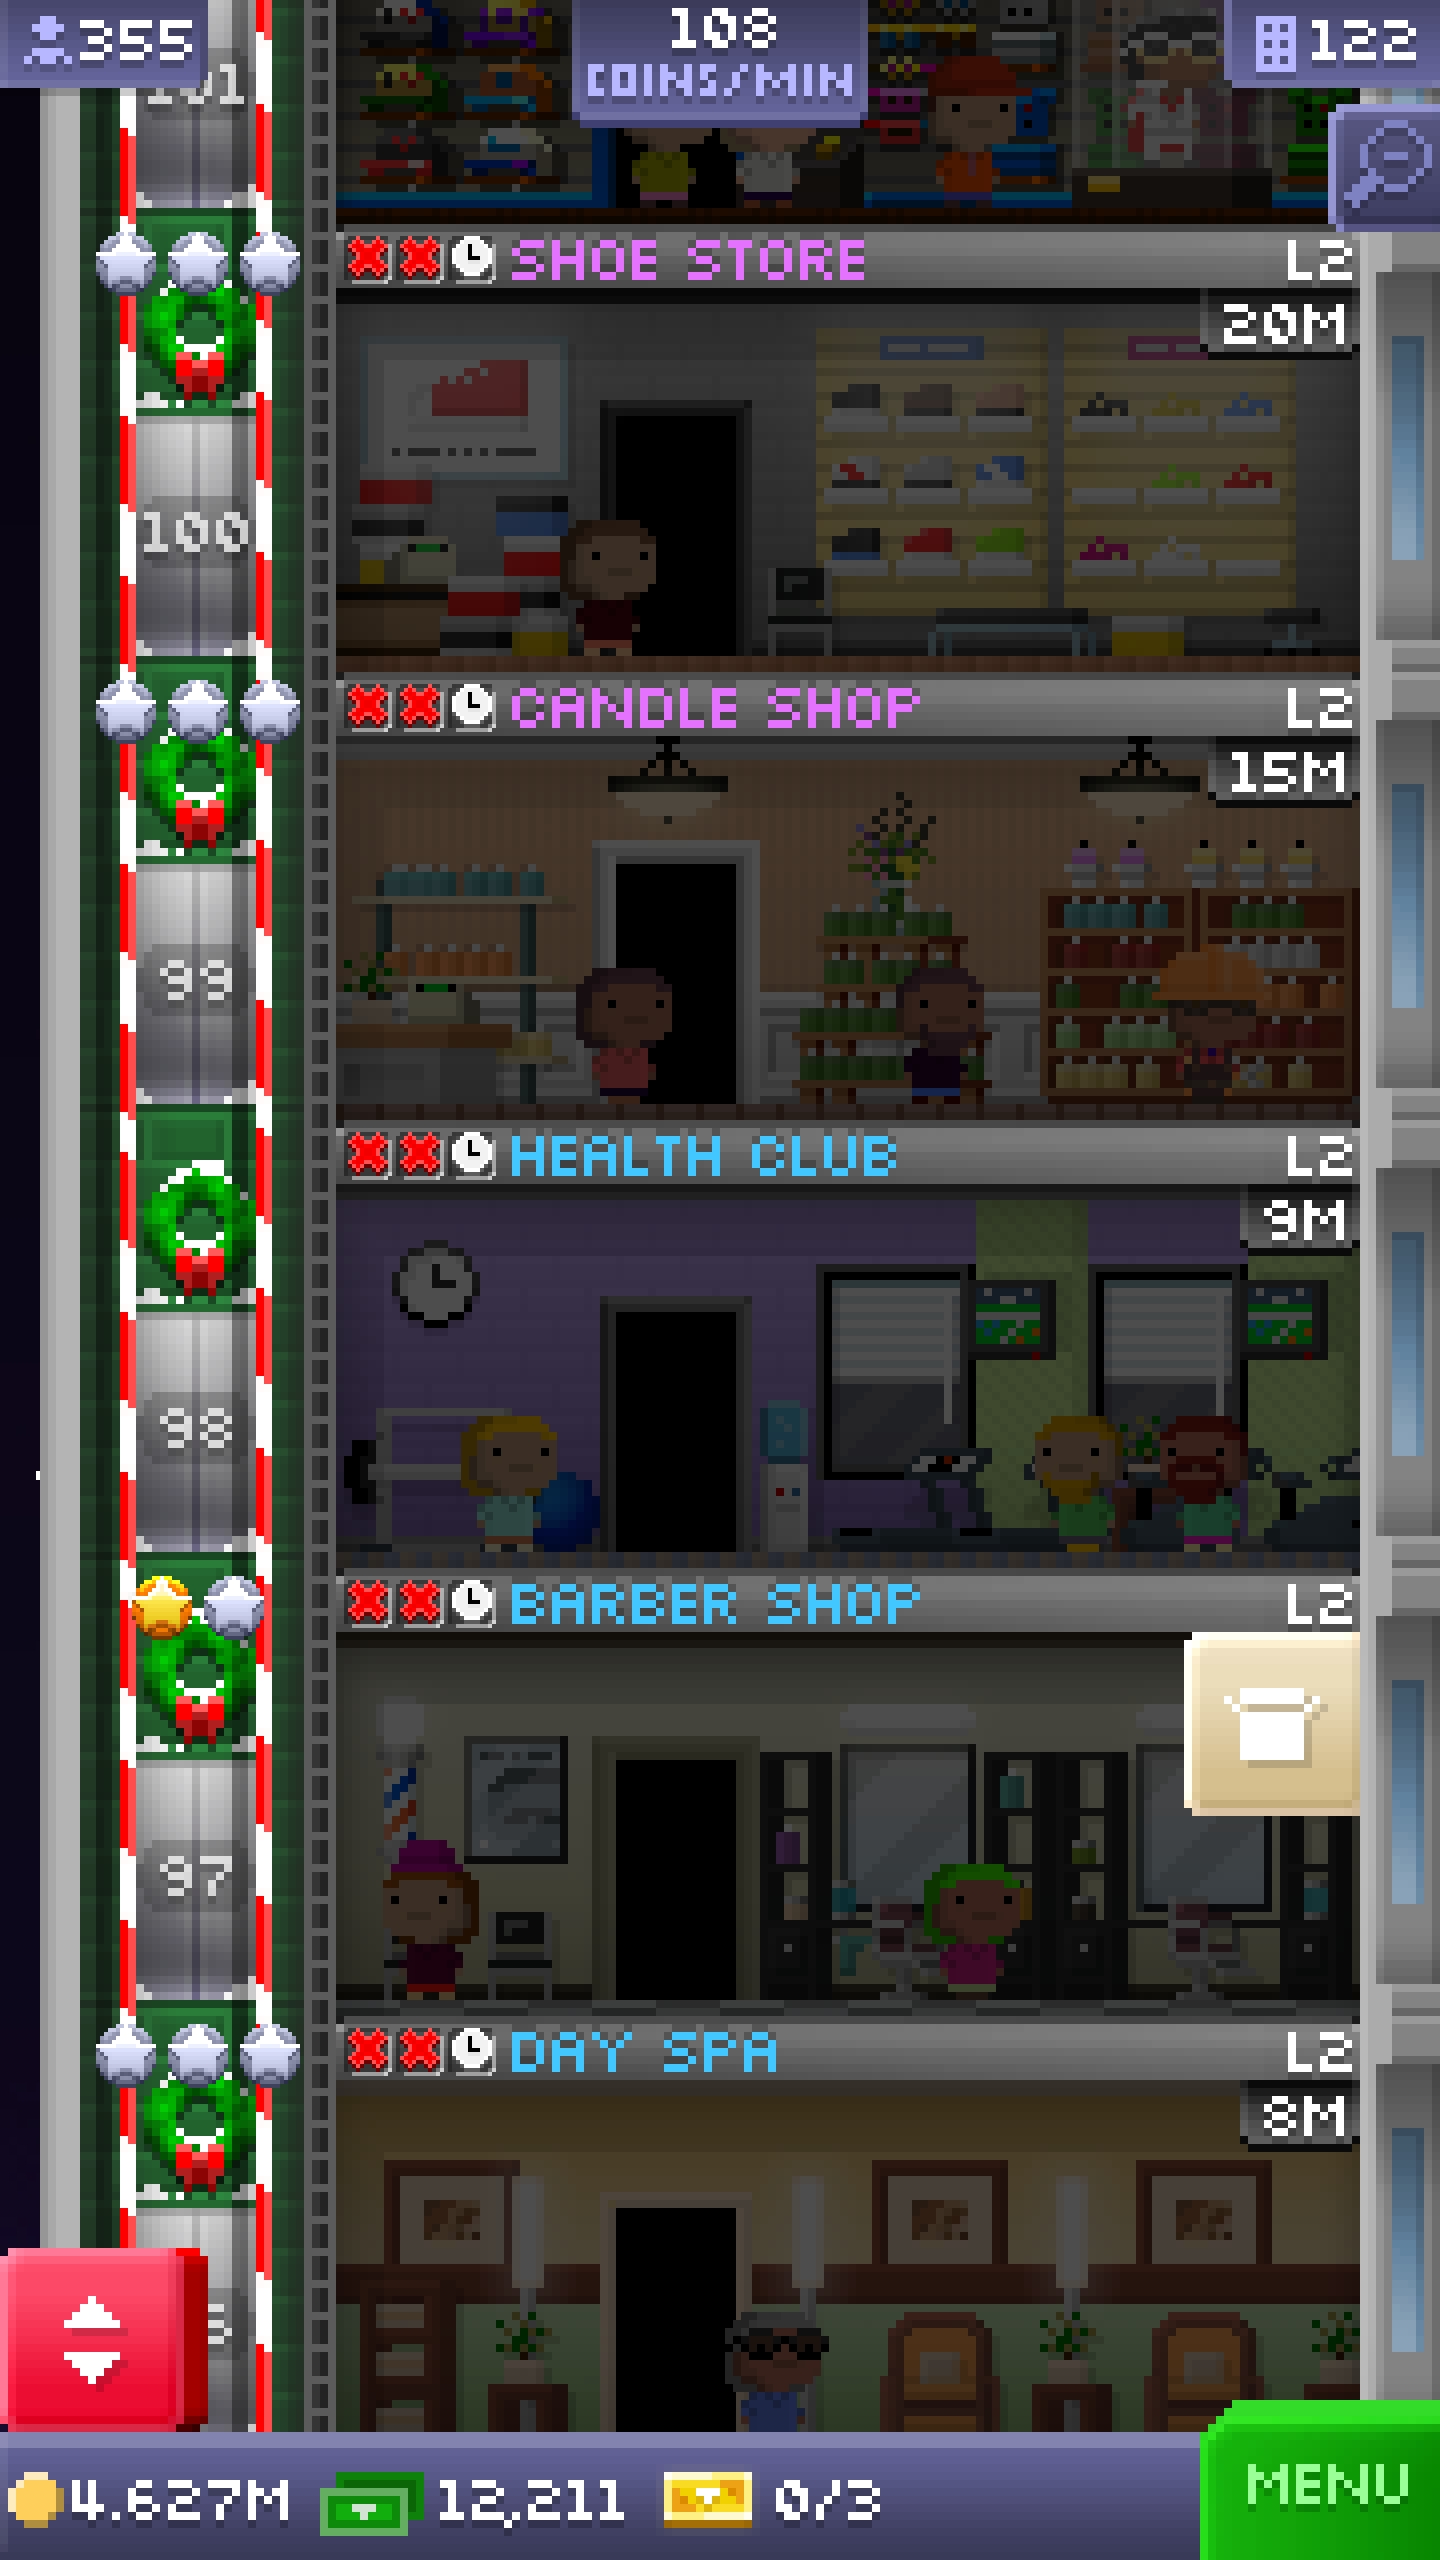 355
108
COINS/MIN
122
101
SHOE STORE L2
20M
100
CANDLE SHOP L2
15M
99
HEALTH CLUB L2
9M
98
BARBER SHOP L2
97
DAY SPA L2
8M
4.627M 12,211 0/3
MENU